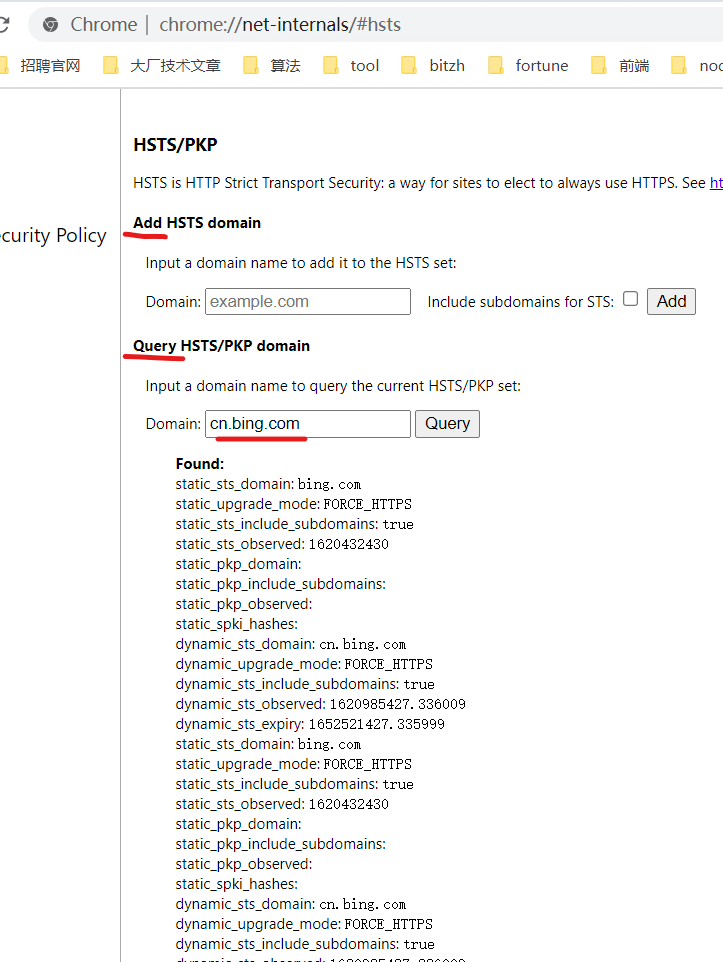 Chrome | chrome://net-internals/#hsts
招聘官网 大厂技术文章 算法 tool bitzh fortune 前端
HSTS/PKP
HSTS is HTTP Strict Transport Security: a way for sites to elect to always use HTTPS. See ht
curity Policy
Add HSTS domain
Input a domain name to add it to the HSTS set:
Domain: example.com Include subdomains for STS: Add
Query HSTS/PKP domain
Input a domain name to query the current HSTS/PKP set:
Domain: cn.bing.com Query
Found:
static_sts_domain: bing.com
static_upgrade_mode: FORCE_HTTPS
static_sts_include_subdomains: true
static_sts_observed: 1620432430
static_pkp_domain:
static_pkp_include_subdomains:
static_pkp_observed:
static_spki_hashes:
dynamic_sts_domain: cn.bing.com
dynamic_upgrade_mode: FORCE_HTTPS
dynamic_sts_include_subdomains: true
dynamic_sts_observed: 1620985427.336009
dynamic_sts_expiry: 1652521427.335999
static_sts_domain: bing.com
static_upgrade_mode: FORCE_HTTPS
static_sts_include_subdomains: true
static_sts_observed: 1620432430
static_pkp_domain:
static_pkp_include_subdomains:
static_pkp_observed:
static_spki_hashes:
dynamic_sts_domain: cn.bing.com
dynamic_upgrade_mode: FORCE_HTTPS
dynamic_sts_include_subdomains: true
dynamic_sts_observed: 1620985427.336009